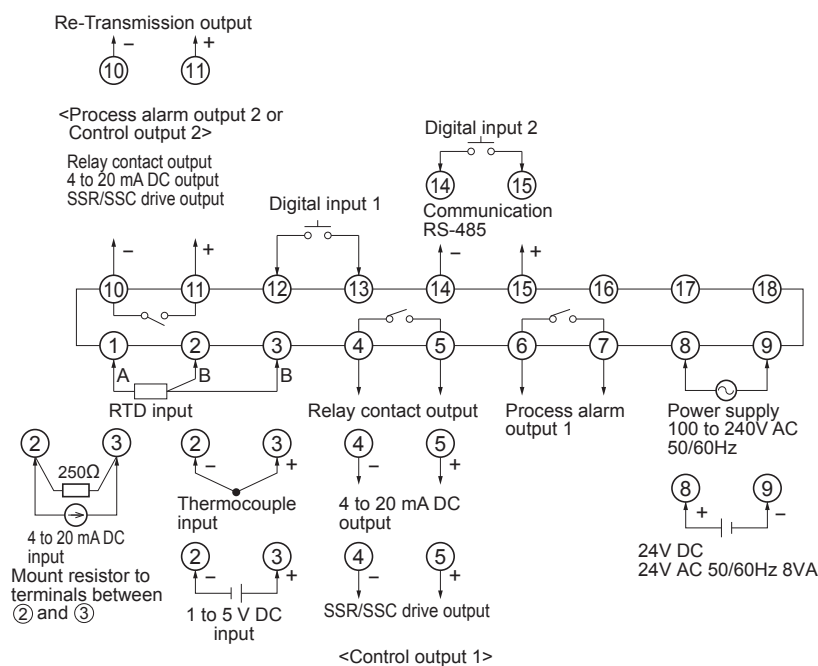 Re-Transmission output
− +
⑩ ⑪
<Process alarm output 2 or
Control output 2>
Relay contact output
4 to 20 mA DC output
SSR/SSC drive output
Digital input 1
Digital input 2
⑭ ⑮
Communication
RS-485
− + − +
⑩ ⑪ ⑫ ⑬ ⑭ ⑮ ⑯ ⑰ ⑱
① ② ③ ④ ⑤ ⑥ ⑦ ⑧ ⑨
A B B
RTD input
Relay contact output
Process alarm
output 1
Power supply
100 to 240V AC
50/60Hz
② ③
250Ω
4 to 20 mA DC
input
Mount resistor to
terminals between
② and ③
② ③
− +
Thermocouple
input
② ③
− +
1 to 5 V DC
input
④ ⑤
− +
4 to 20 mA DC
output
④ ⑤
− +
SSR/SSC drive output
<Control output 1>
⑧ ⑨
+ −
24V DC
24V AC 50/60Hz 8VA